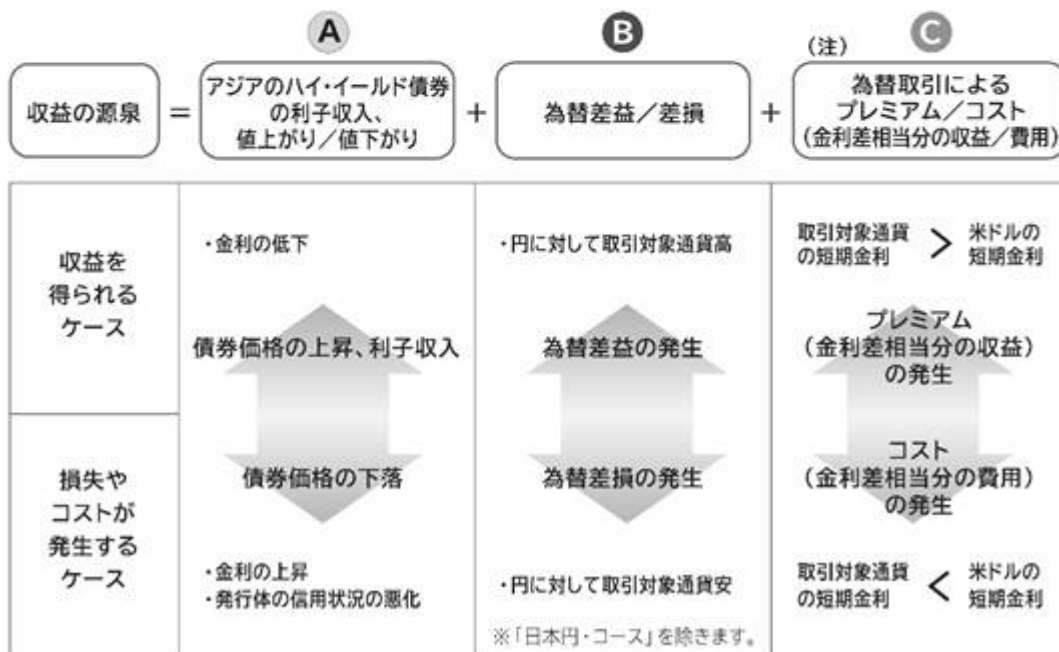 A
B
C
(注)
収益の源泉
=
アジアのハイ・イールド債券
の利子収入、
値上がり／値下がり
+
為替差益／差損
+
為替取引による
プレミアム／コスト
(金利差相当分の収益／費用)
収益を
得られる
ケース
・金利の低下
債券価格の上昇、利子収入
・円に対して取引対象通貨高
為替差益の発生
取引対象通貨 > 米ドルの
の短期金利 短期金利
プレミアム
(金利差相当分の収益)
の発生
損失や
コストが
発生する
ケース
債券価格の下落
・金利の上昇
・発行体の信用状況の悪化
為替差損の発生
・円に対して取引対象通貨安
※「日本円・コース」を除きます。
コスト
(金利差相当分の費用)
の発生
取引対象通貨 < 米ドルの
の短期金利 短期金利